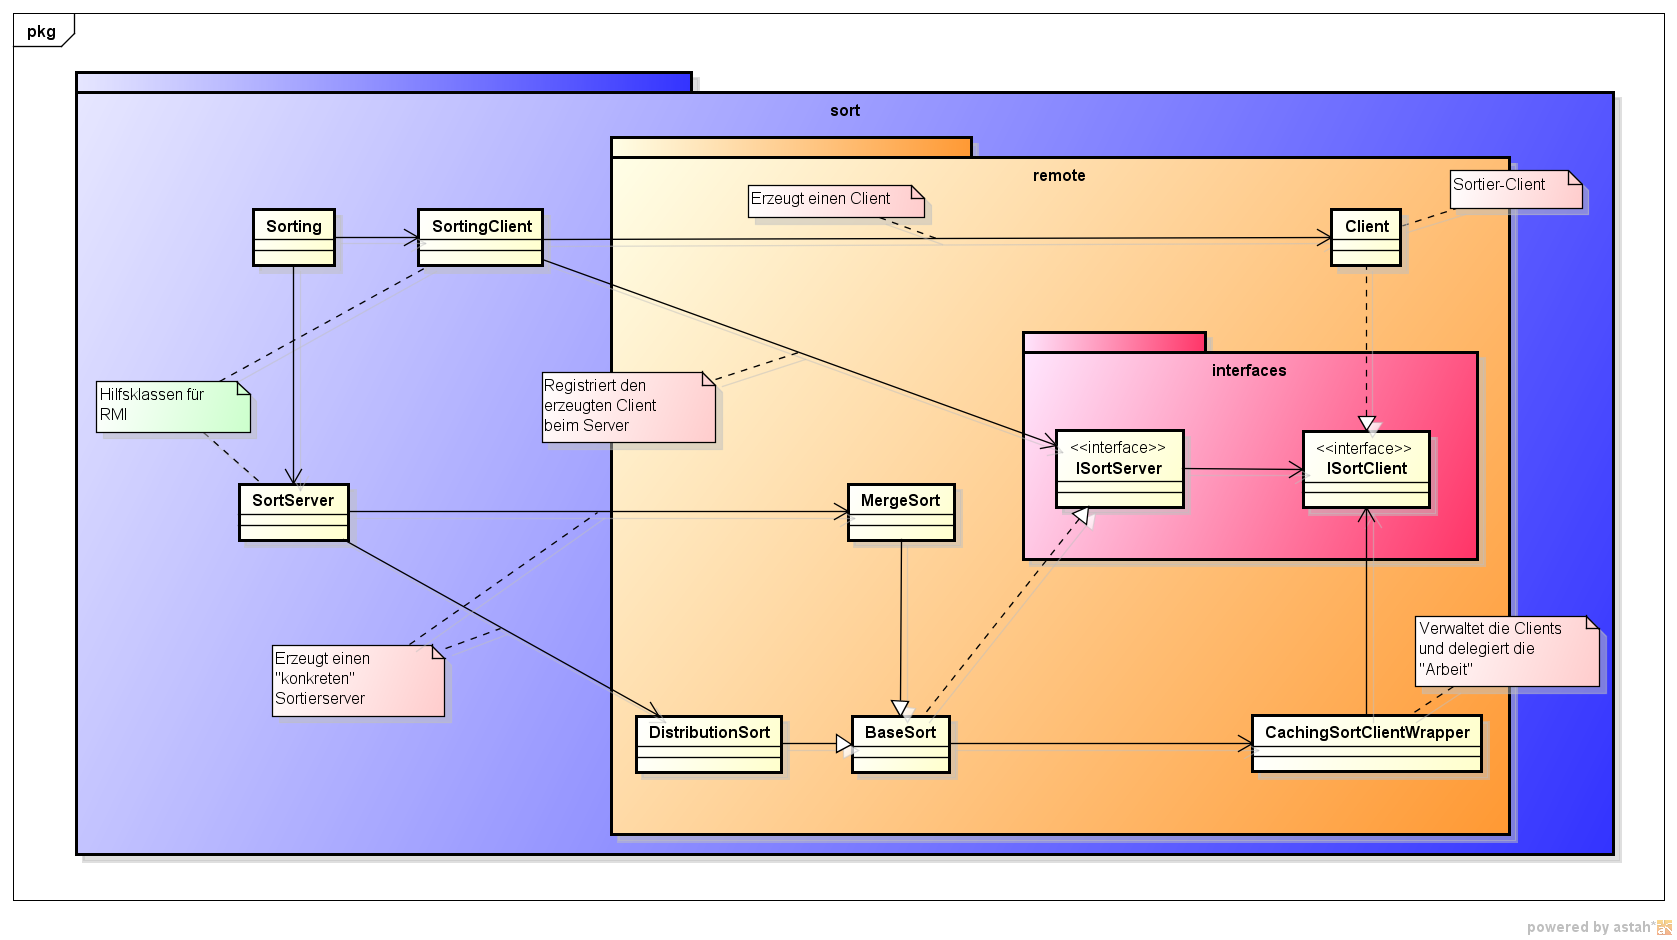 pkg
sort
remote
Erzeugt einen Client
Sortier-Client
Sorting
SortingClient
Client
interfaces
Hilfsklassen für
RMI
Registriert den
erzeugten Client
beim Server
<<interface>>
ISortServer
<<interface>>
ISortClient
SortServer
MergeSort
Erzeugt einen
"konkreten"
Sortierserver
Verwaltet die Clients
und delegiert die
"Arbeit"
DistributionSort
BaseSort
CachingSortClientWrapper
powered by astah*